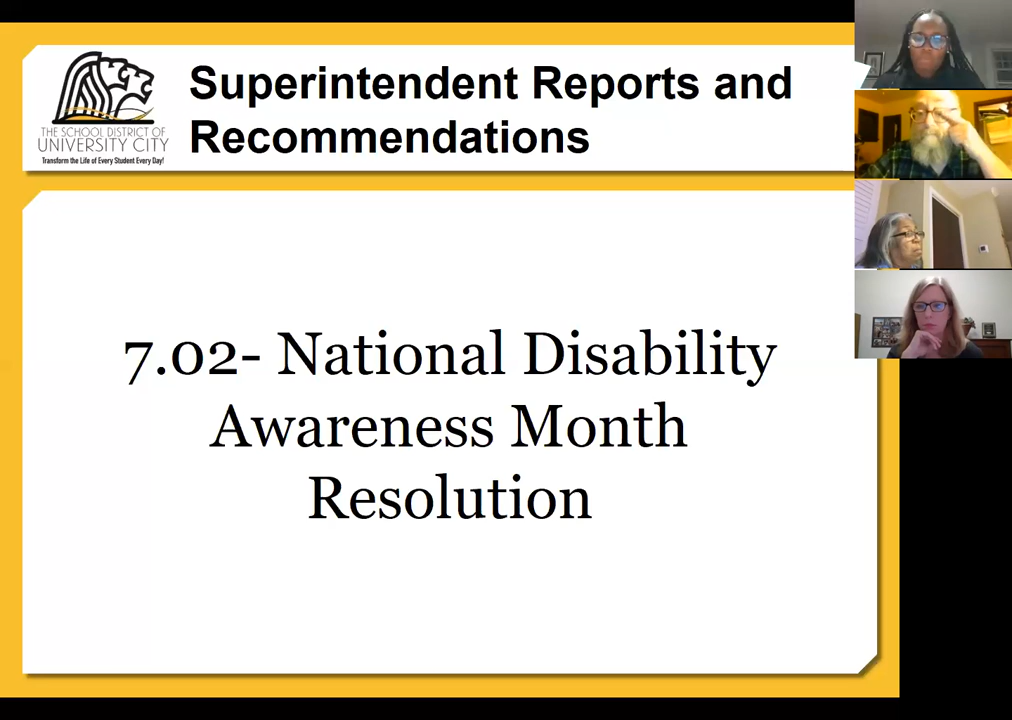 Superintendent Reports and
Recommendations
THE SCHOOL DISTRICT OF
UNIVERSITY CITY
Transform the Life of Every Student Every Day!
7.02- National Disability
Awareness Month
Resolution